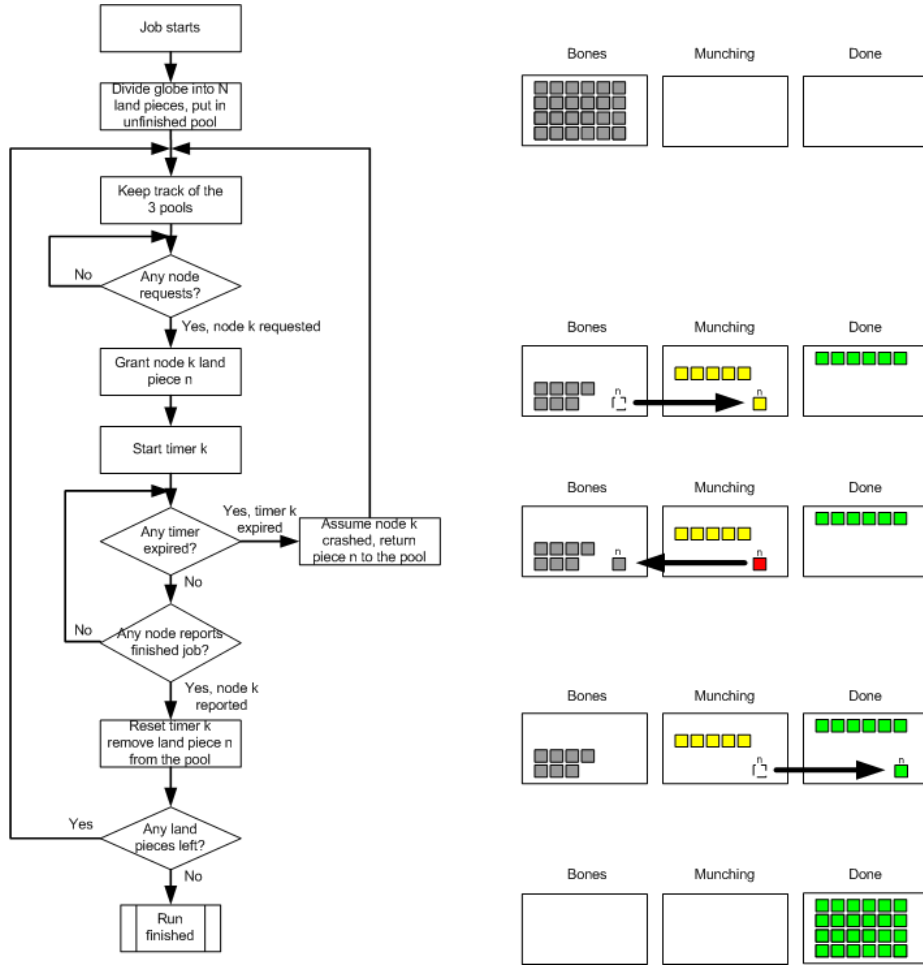 Job starts
Divide globe into N
land pieces, put in
unfinished pool
Keep track of the
3 pools
No
Any node
requests?
Yes, node k requested
Grant node k land
piece n
Start timer k
Any timer
expired?
Yes, timer k
expired
Assume node k
crashed, return
piece n to the pool
No
No
Any node reports
finished job?
Yes, node k
reported
Reset timer k
remove land piece n
from the pool
Yes
Any land
pieces left?
No
Run
finished
Bones Munching Done
Bones Munching Done
n n
Bones Munching Done
n n
Bones Munching Done
n n
Bones Munching Done